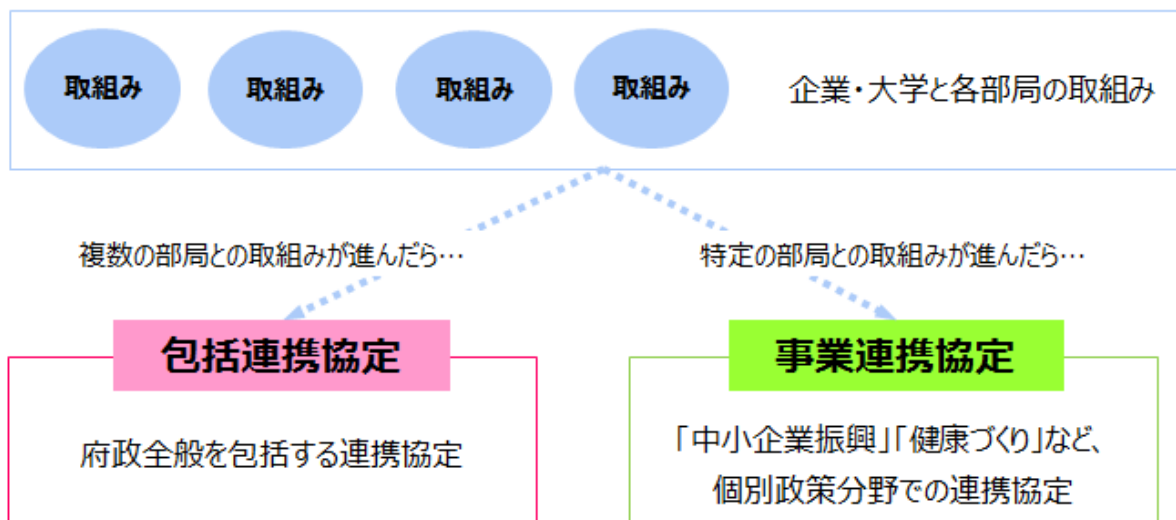 取組み
取組み
取組み
取組み
企業・大学と各部局の取組み
複数の部局との取組みが進んだら…
特定の部局との取組みが進んだら…
包括連携協定
府政全般を包括する連携協定
事業連携協定
「中小企業振興」「健康づくり」など、
個別政策分野での連携協定